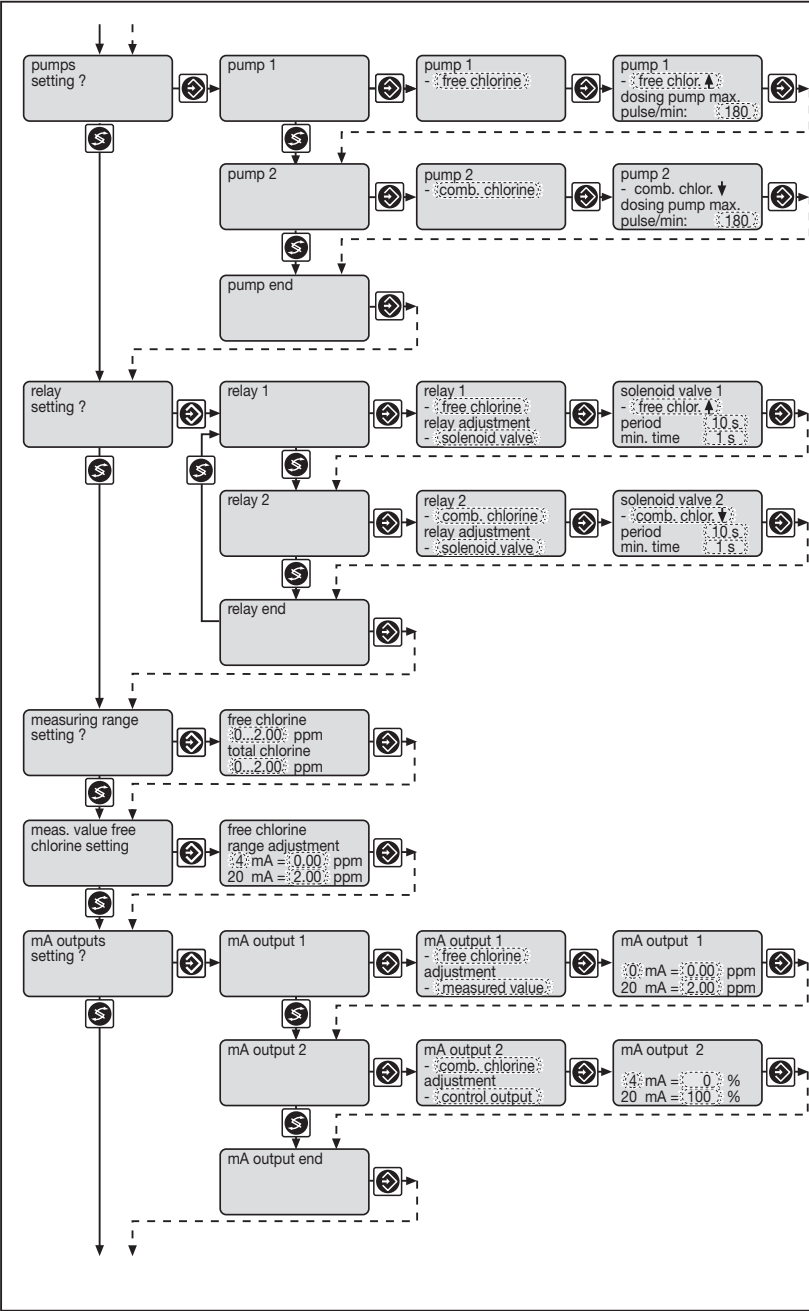 pumps
setting ?
pump 1
pump 1
- free chlorine
pump 1
- free chlor.
dosing pump max.
pulse/min: 180
pump 2
pump 2
- comb. chlorine
pump 2
- comb. chlor.
dosing pump max.
pulse/min: 180
pump end
relay
setting ?
relay 1
relay 1
- free chlorine
relay adjustment
- solenoid valve
solenoid valve 1
- free chlor.
period 10 s
min. time 1 s
relay 2
relay 2
- comb. chlorine
relay adjustment
- solenoid valve
solenoid valve 2
- comb. chlor.
period 10 s
min. time 1 s
relay end
measuring range
setting ?
free chlorine
0...2.00 ppm
total chlorine
0...2.00 ppm
meas. value free
chlorine setting
free chlorine
range adjustment
4 mA = 0.00 ppm
20 mA = 2.00 ppm
mA outputs
setting ?
mA output 1
mA output 1
- free chlorine
adjustment
- measured value
mA output 1
0 mA = 0.00 ppm
20 mA = 2.00 ppm
mA output 2
mA output 2
- comb. chlorine
adjustment
- control output
mA output 2
4 mA = 0 %
20 mA = 100 %
mA output end